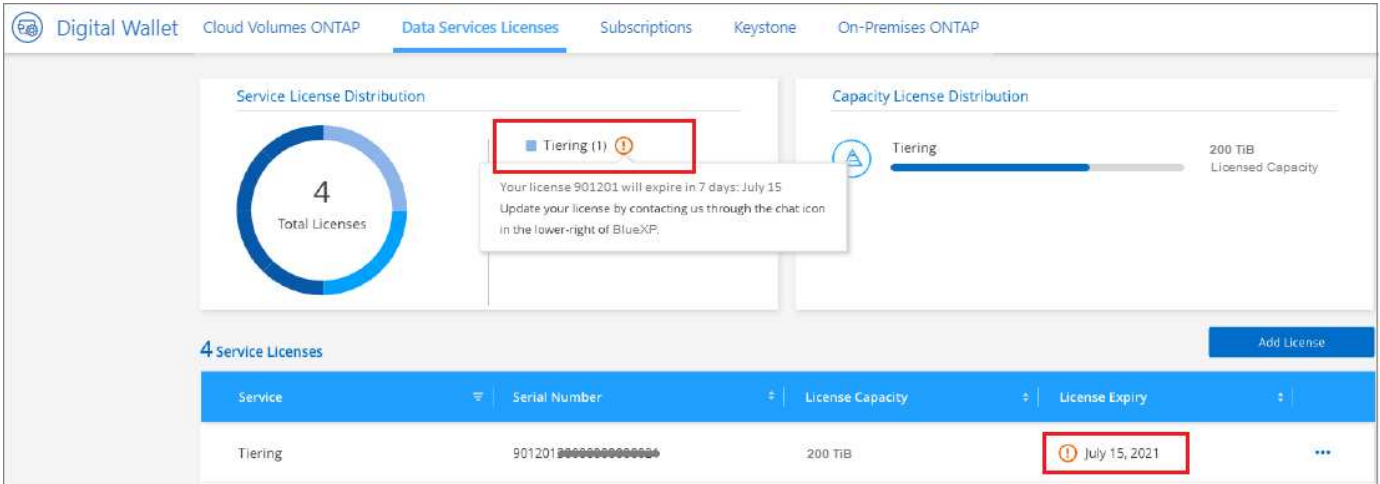 Digital Wallet
Cloud Volumes ONTAP
Data Services Licenses
Subscriptions
Keystone
On-Premises ONTAP
Service License Distribution
4
Total Licenses
Tiering (1)
Your license 901201 will expire in 7 days: July 15
Update your license by contacting us through the chat icon
in the lower-right of BlueXP.
Capacity License Distribution
Tiering
200 TiB
Licensed Capacity
4 Service Licenses
Add License
Service
Serial Number
License Capacity
License Expiry
Tiering
901201
200 TiB
July 15, 2021